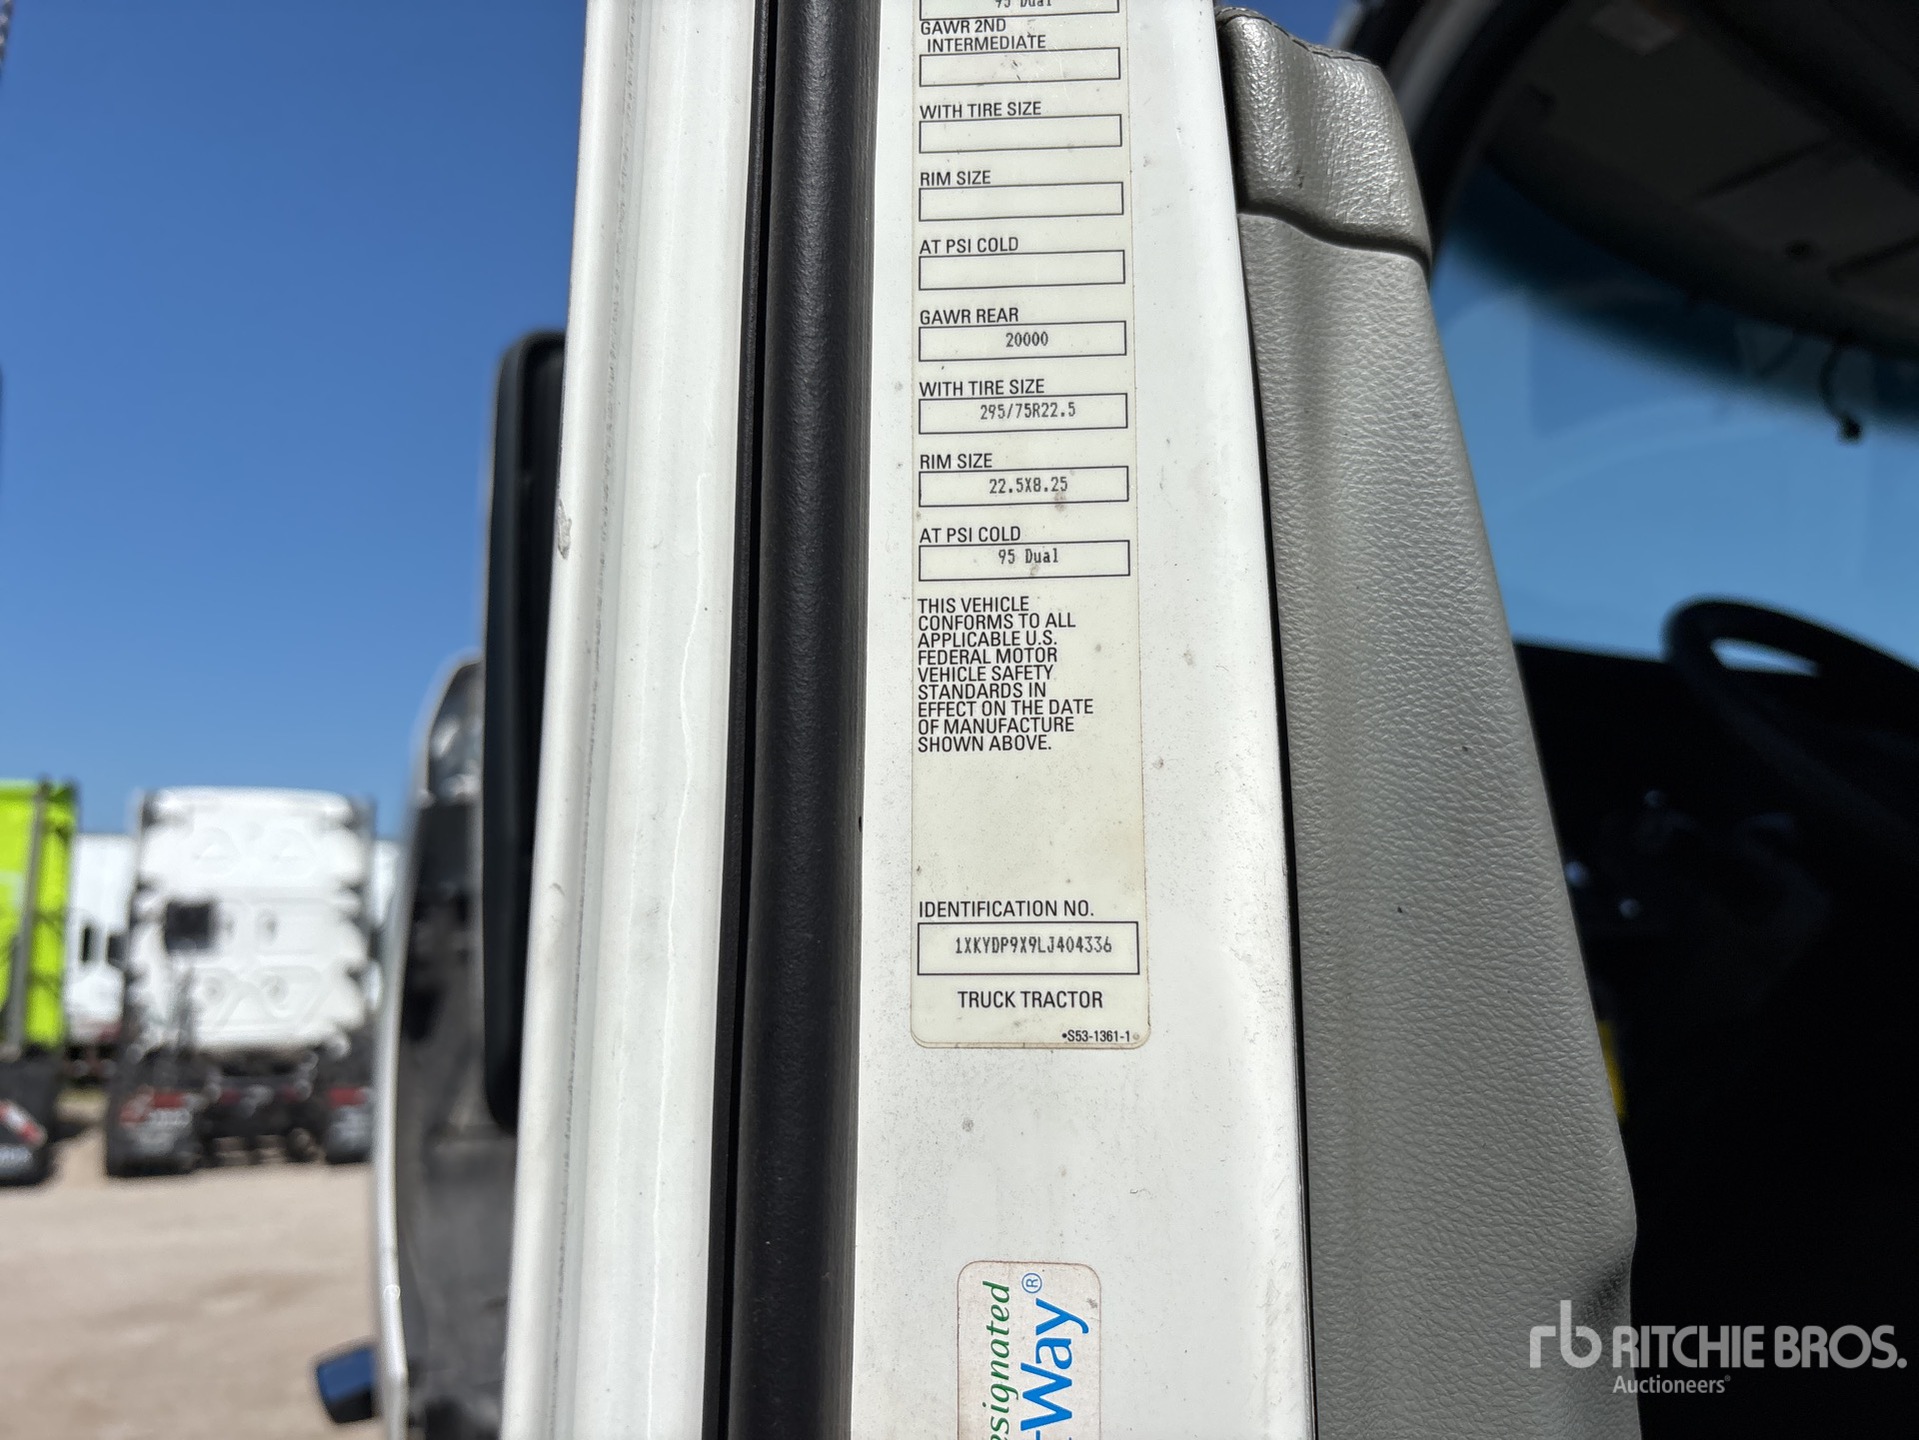 95 Dual
GAWR 2ND
INTERMEDIATE
WITH TIRE SIZE
RIM SIZE
AT PSI COLD
GAWR REAR
20000
WITH TIRE SIZE
295/75R22.5
RIM SIZE
22.5X8.25
AT PSI COLD
95 Dual
THIS VEHICLE
CONFORMS TO ALL
APPLICABLE U.S.
FEDERAL MOTOR
VEHICLE SAFETY
STANDARDS IN
EFFECT ON THE DATE
OF MANUFACTURE
SHOWN ABOVE.
IDENTIFICATION NO.
1XKYDP9X9LJ404336
TRUCK TRACTOR
•S53-1361-1
esignated
Way®
rb RITCHIE BROS.
Auctioneers®